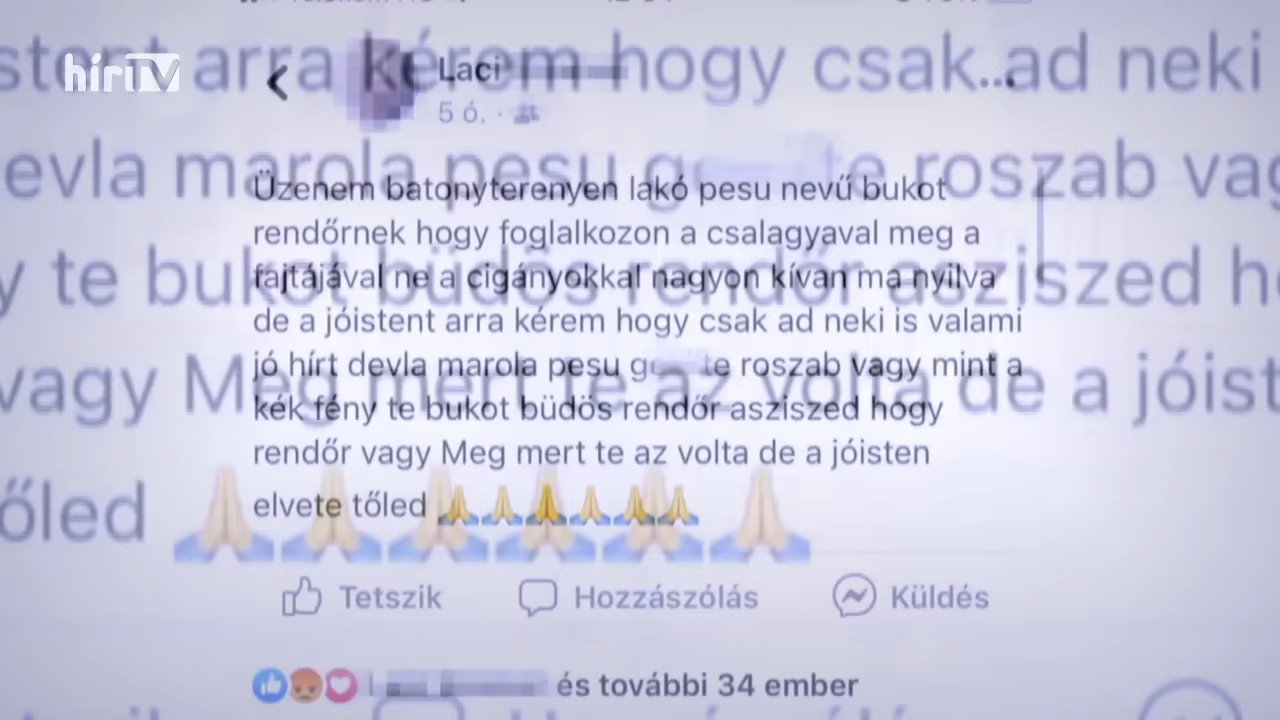 hírTV
Laci
5 ó.
Üzenem batonyterenyen lakó pesu nevű bukot
rendőrnek hogy foglalkozon a csalagyaval meg a
fajtájával ne a cigányokkal nagyon kívan ma nyilva
de a jóistent arra kérem hogy csak ad neki is valami
jó hírt devla marola pesu te roszab vagy mint a
kék fény te bukot büdös rendőr asziszed hogy
rendőr vagy Meg mert te az volta de a jóisten
elvete tőled 🙏🙏🙏🙏🙏🙏
Tetszik Hozzászólás Küldés
és további 34 ember